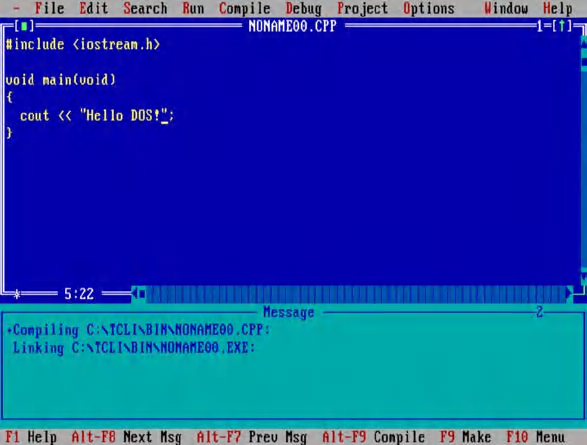 - File Edit Search Run Compile Debug Project Options Window Help
[■] NONAME00.CPP 1=[↑]
#include <iostream.h>
void main(void)
{
cout << "Hello DOS!";
}
* 5:22
Message 2
•Compiling C:\TCLI\BIN\NONAME00.CPP:
Linking C:\TCLI\BIN\NONAME00.EXE:
F1 Help Alt-F8 Next Msg Alt-F7 Prev Msg Alt-F9 Compile F9 Make F10 Menu